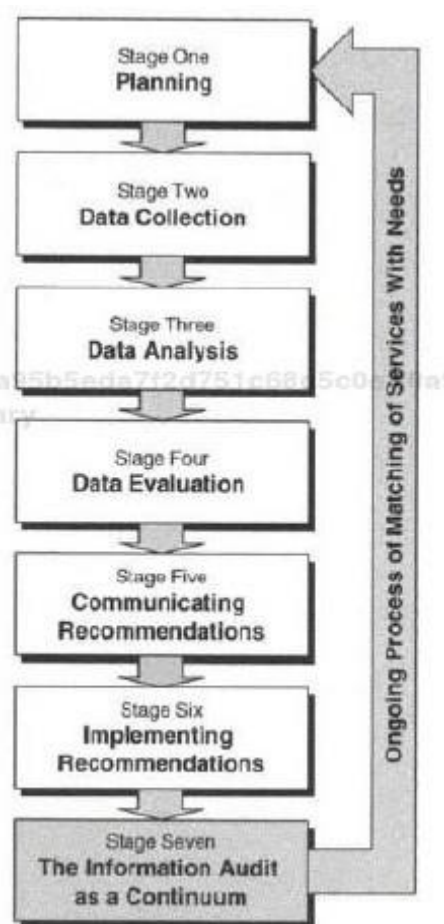 Stage One
Planning
Stage Two
Data Collection
Stage Three
Data Analysis
Stage Four
Data Evaluation
Stage Five
Communicating
Recommendations
Stage Six
Implementing
Recommendations
Stage Seven
The Information Audit
as a Continuum
Ongoing Process of Matching of Services With Needs